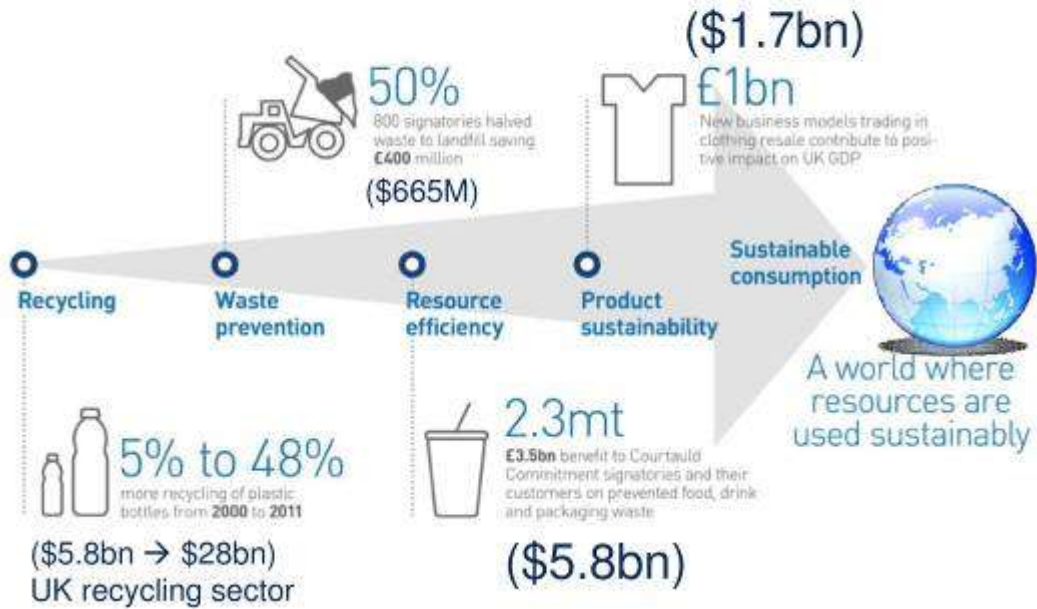 ($1.7bn)
50%
800 signatories halved
waste to landfill saving
£400 million
($665M)
£1bn
New business models trading in
clothing resale contribute to posi-
tive impact on UK GDP
Recycling
Waste
prevention
Resource
efficiency
Product
sustainability
Sustainable
consumption
A world where
resources are
used sustainably
5% to 48%
more recycling of plastic
bottles from 2000 to 2011
($5.8bn → $28bn)
UK recycling sector
2.3mt
£3.5bn benefit to Courtauld
Commitment signatories and their
customers on prevented food, drink
and packaging waste
($5.8bn)